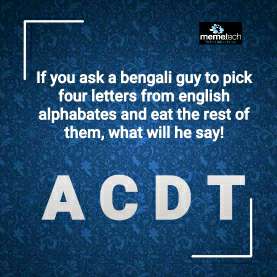 memetech
If you ask a bengali guy to pick
four letters from english
alphabates and eat the rest of
them, what will he say!
A C D T